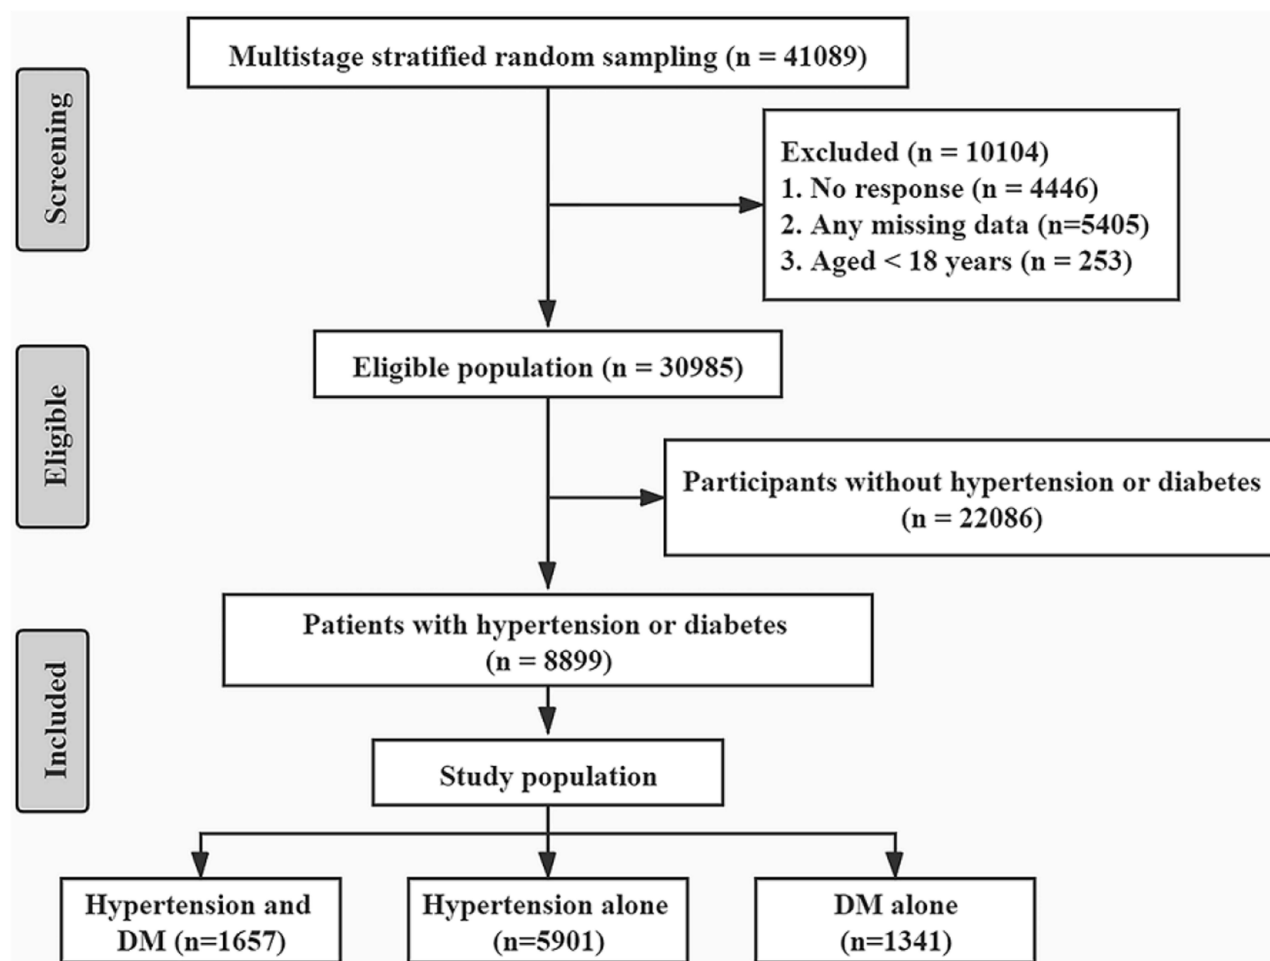 Multistage stratified random sampling (n = 41089)
Screening
Excluded (n = 10104)
1. No response (n = 4446)
2. Any missing data (n=5405)
3. Aged < 18 years (n = 253)
Eligible population (n = 30985)
Eligible
Participants without hypertension or diabetes
(n = 22086)
Patients with hypertension or diabetes
(n = 8899)
Included
Study population
Hypertension and
DM (n=1657)
Hypertension alone
(n=5901)
DM alone
(n=1341)